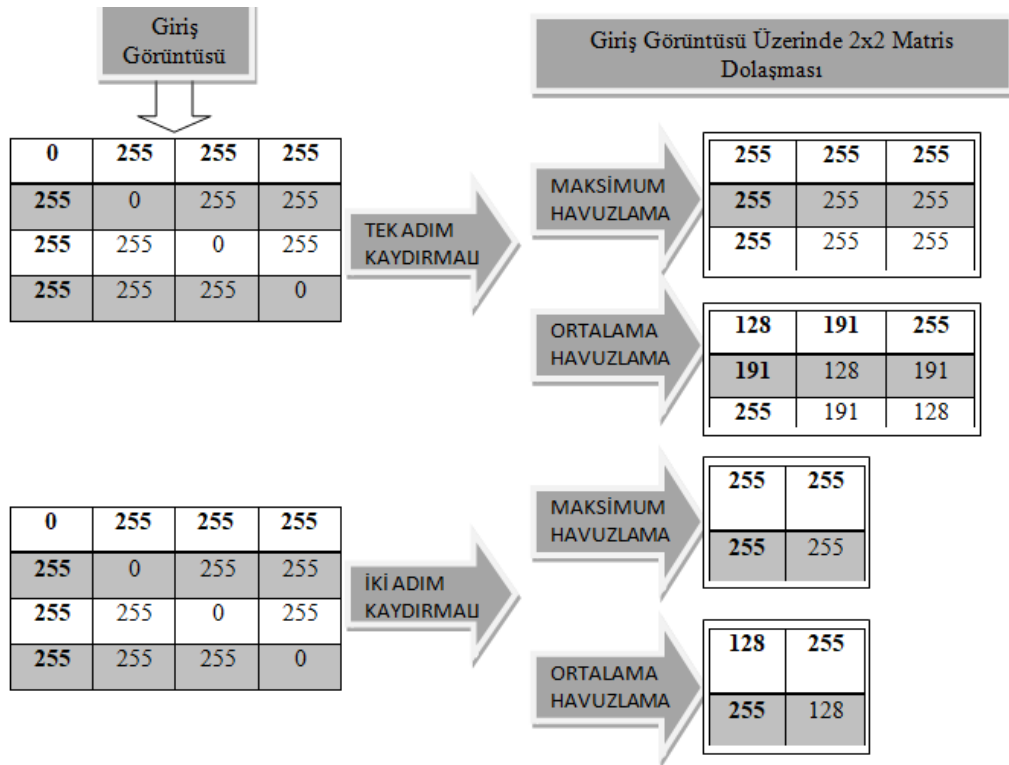 Giriş
Görüntüsü
Giriş Görüntüsü Üzerinde 2x2 Matris
Dolaşması
0 255 255 255
255 0 255 255
255 255 0 255
255 255 255 0
TEK ADIM
KAYDIRMALI
MAKSİMUM
HAVUZLAMA
255 255 255
255 255 255
255 255 255
ORTALAMA
HAVUZLAMA
128 191 255
191 128 191
255 191 128
0 255 255 255
255 0 255 255
255 255 0 255
255 255 255 0
İKİ ADIM
KAYDIRMALI
MAKSİMUM
HAVUZLAMA
255 255
255 255
ORTALAMA
HAVUZLAMA
128 255
255 128